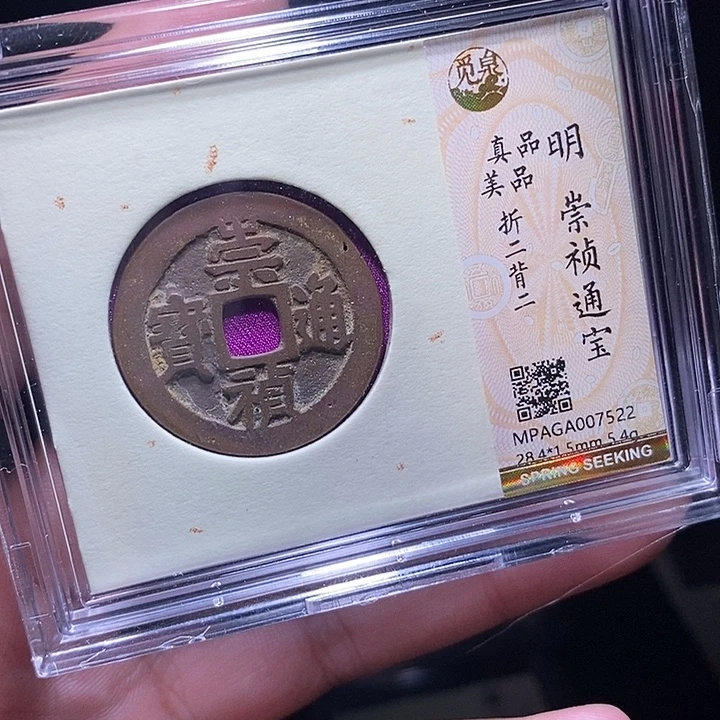 崇禎通寶
觅泉
明 崇祯通宝
品品 折二背二
真美
MPAGA007522
28.4*1.5mm 5.4g
SPRING SEEKING